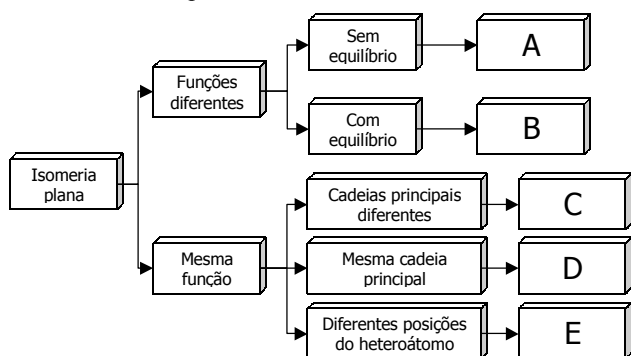 Isomeria
plana
Funções
diferentes
Sem
equilíbrio
A
Com
equilíbrio
B
Mesma
função
Cadeias principais
diferentes
C
Mesma cadeia
principal
D
Diferentes posições
do heteroátomo
E